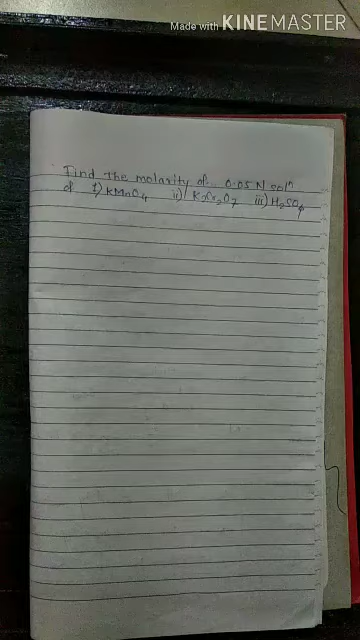 Made with KINEMASTER
Find the molarity of.. 0.05 N solⁿ
of i) KMnO₄ ii) K₂Cr₂O₇ iii) H₂SO₄